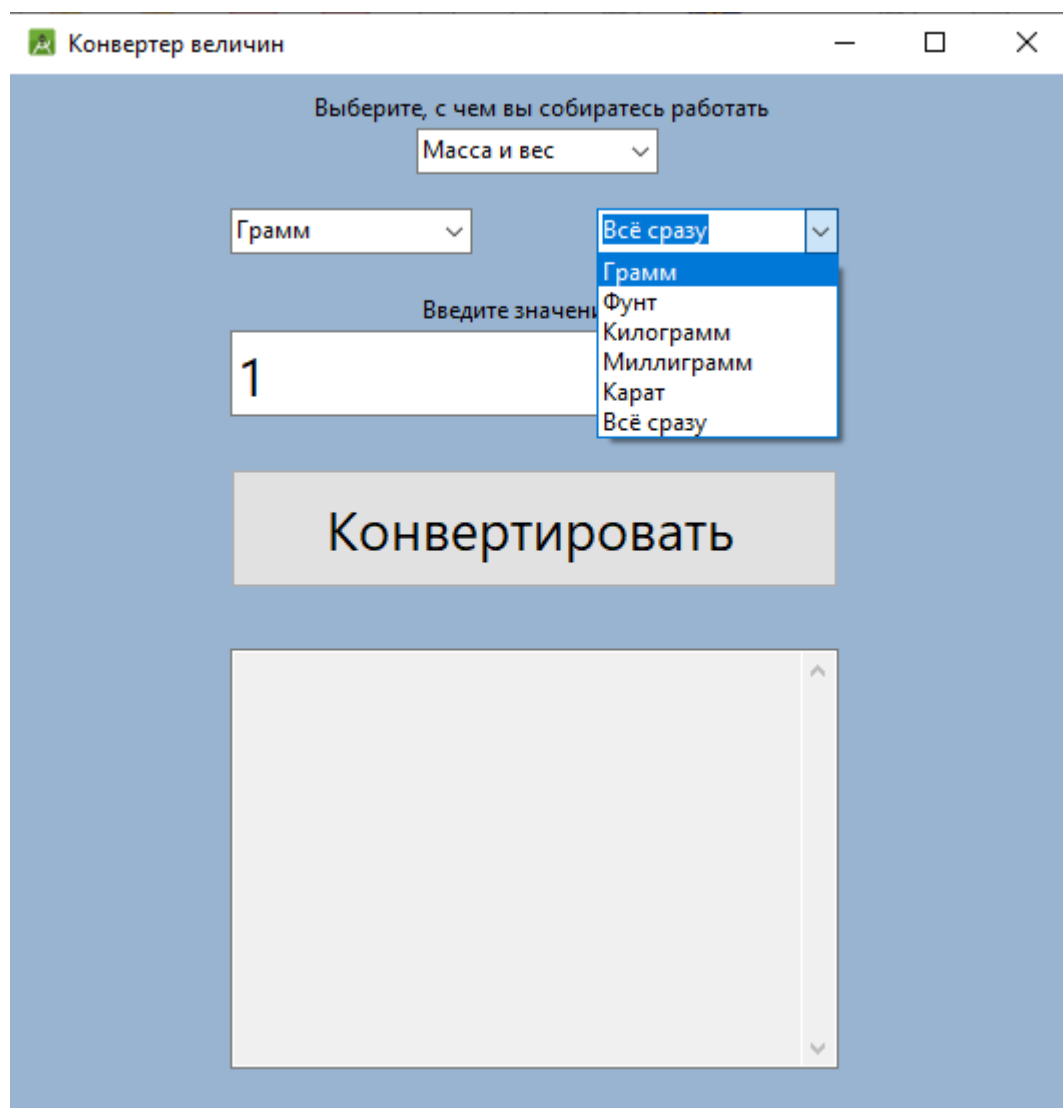 Конвертер величин
Выберите, с чем вы собиратесь работать
Масса и вес
Грамм
Всё сразу
Грамм
Фунт
Килограмм
Миллиграмм
Карат
Всё сразу
Введите
1
Конвертировать